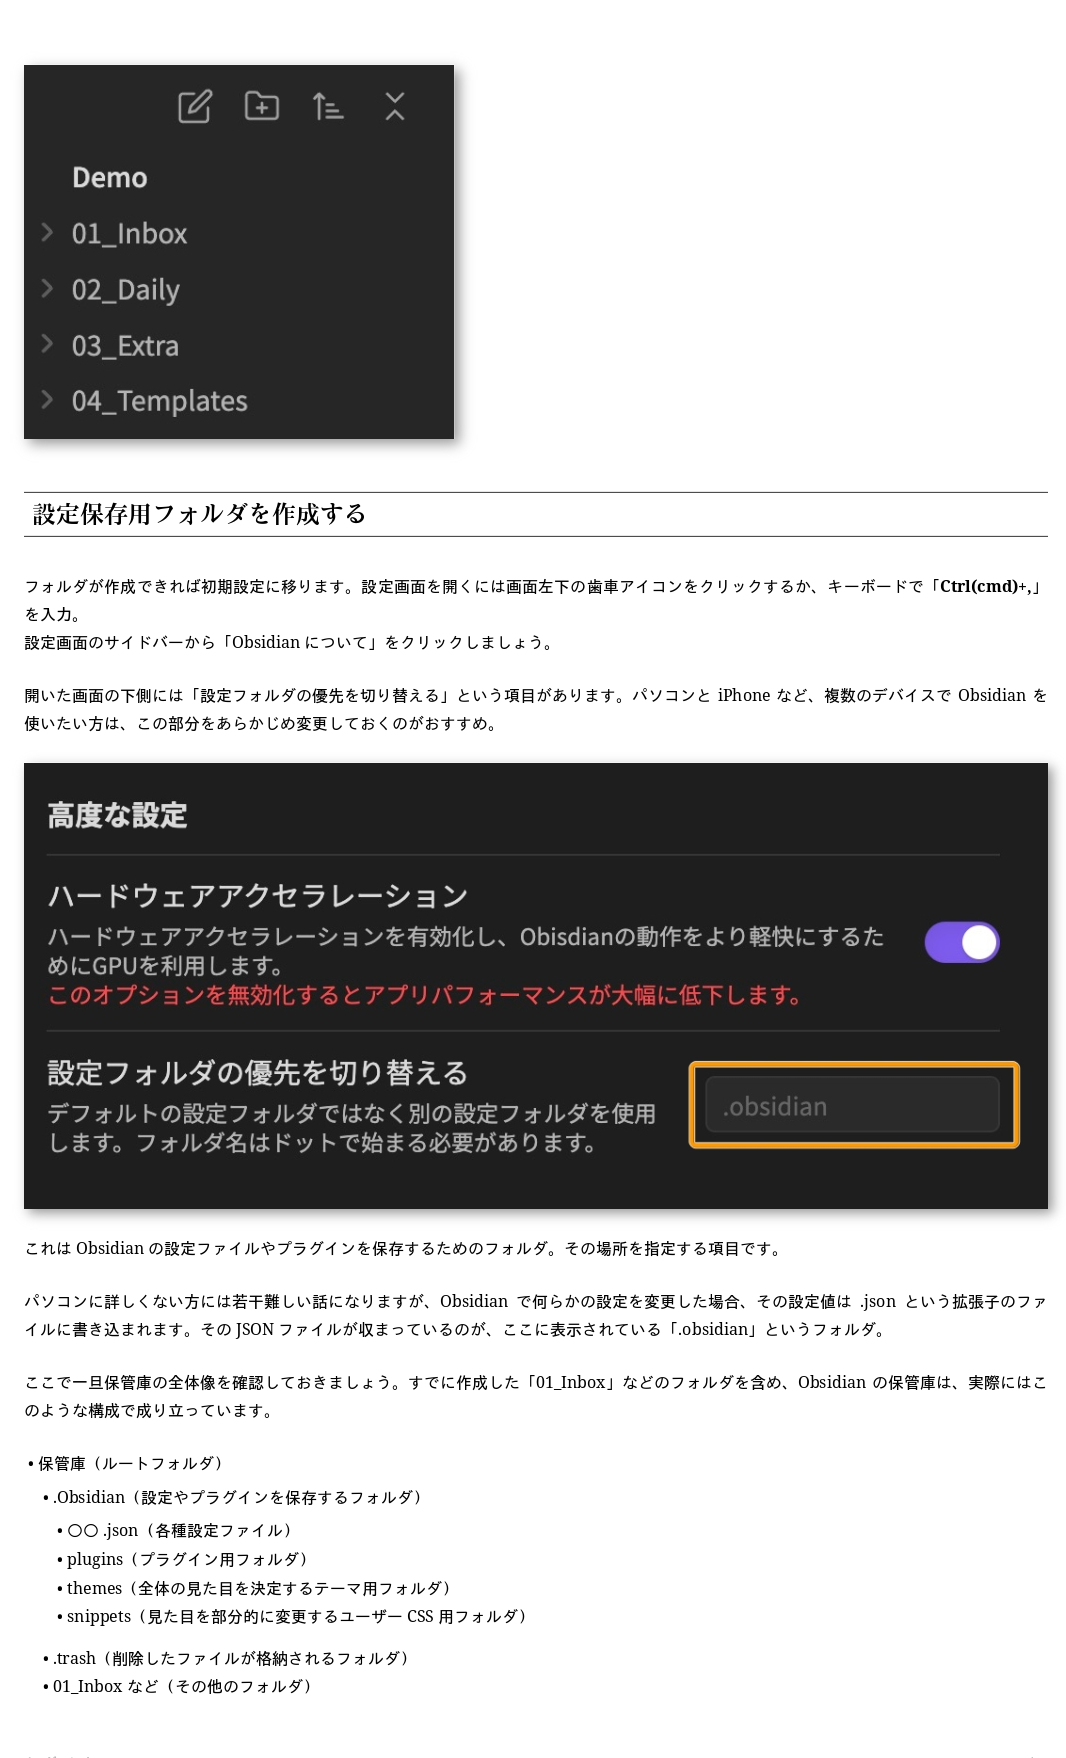 Demo
01_Inbox
02_Daily
03_Extra
04_Templates
設定保存用フォルダを作成する
フォルダが作成できれば初期設定に移ります。設定画面を開くには画面左下の歯車アイコンをクリックするか、キーボードで「Ctrl(cmd)+,」
を入力。
設定画面のサイドバーから「Obsidian について」をクリックしましょう。
開いた画面の下側には「設定フォルダの優先を切り替える」という項目があります。パソコンと iPhone など、複数のデバイスで Obsidian を
使いたい方は、この部分をあらかじめ変更しておくのがおすすめ。
高度な設定
ハードウェアアクセラレーション
ハードウェアアクセラレーションを有効化し、Obisdianの動作をより軽快にするた
めにGPUを利用します。
このオプションを無効化するとアプリパフォーマンスが大幅に低下します。
設定フォルダの優先を切り替える
デフォルトの設定フォルダではなく別の設定フォルダを使用
します。フォルダ名はドットで始まる必要があります。
.obsidian
これは Obsidian の設定ファイルやプラグインを保存するためのフォルダ。その場所を指定する項目です。
パソコンに詳しくない方には若干難しい話になりますが、Obsidian で何らかの設定を変更した場合、その設定値は .json という拡張子のファ
イルに書き込まれます。その JSON ファイルが収まっているのが、ここに表示されている「.obsidian」というフォルダ。
ここで一旦保管庫の全体像を確認しておきましょう。すでに作成した「01_Inbox」などのフォルダを含め、Obsidian の保管庫は、実際にはこ
のような構成で成り立っています。
• 保管庫（ルートフォルダ）
• .Obsidian（設定やプラグインを保存するフォルダ）
• 〇〇 .json（各種設定ファイル）
• plugins（プラグイン用フォルダ）
• themes（全体の見た目を決定するテーマ用フォルダ）
• snippets（見た目を部分的に変更するユーザー CSS 用フォルダ）
• .trash（削除したファイルが格納されるフォルダ）
• 01_Inbox など（その他のフォルダ）